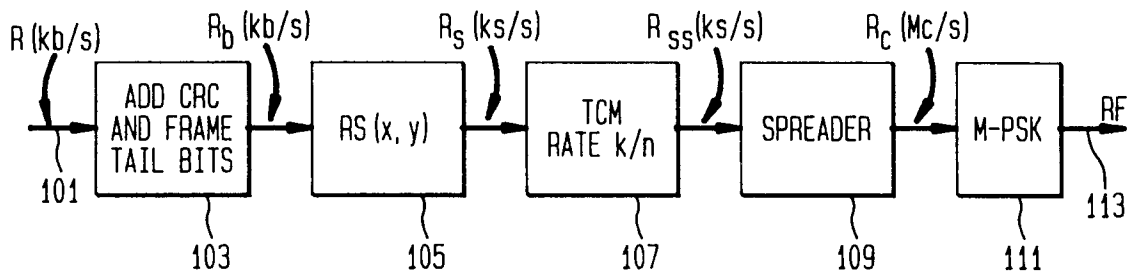 R (kb/s)
R_b (kb/s)
R_s (ks/s)
R_ss (ks/s)
R_c (Mc/s)
ADD CRC
AND FRAME
TAIL BITS
RS (x, y)
TCM
RATE k/n
SPREADER
M-PSK
RF
101
103
105
107
109
111
113